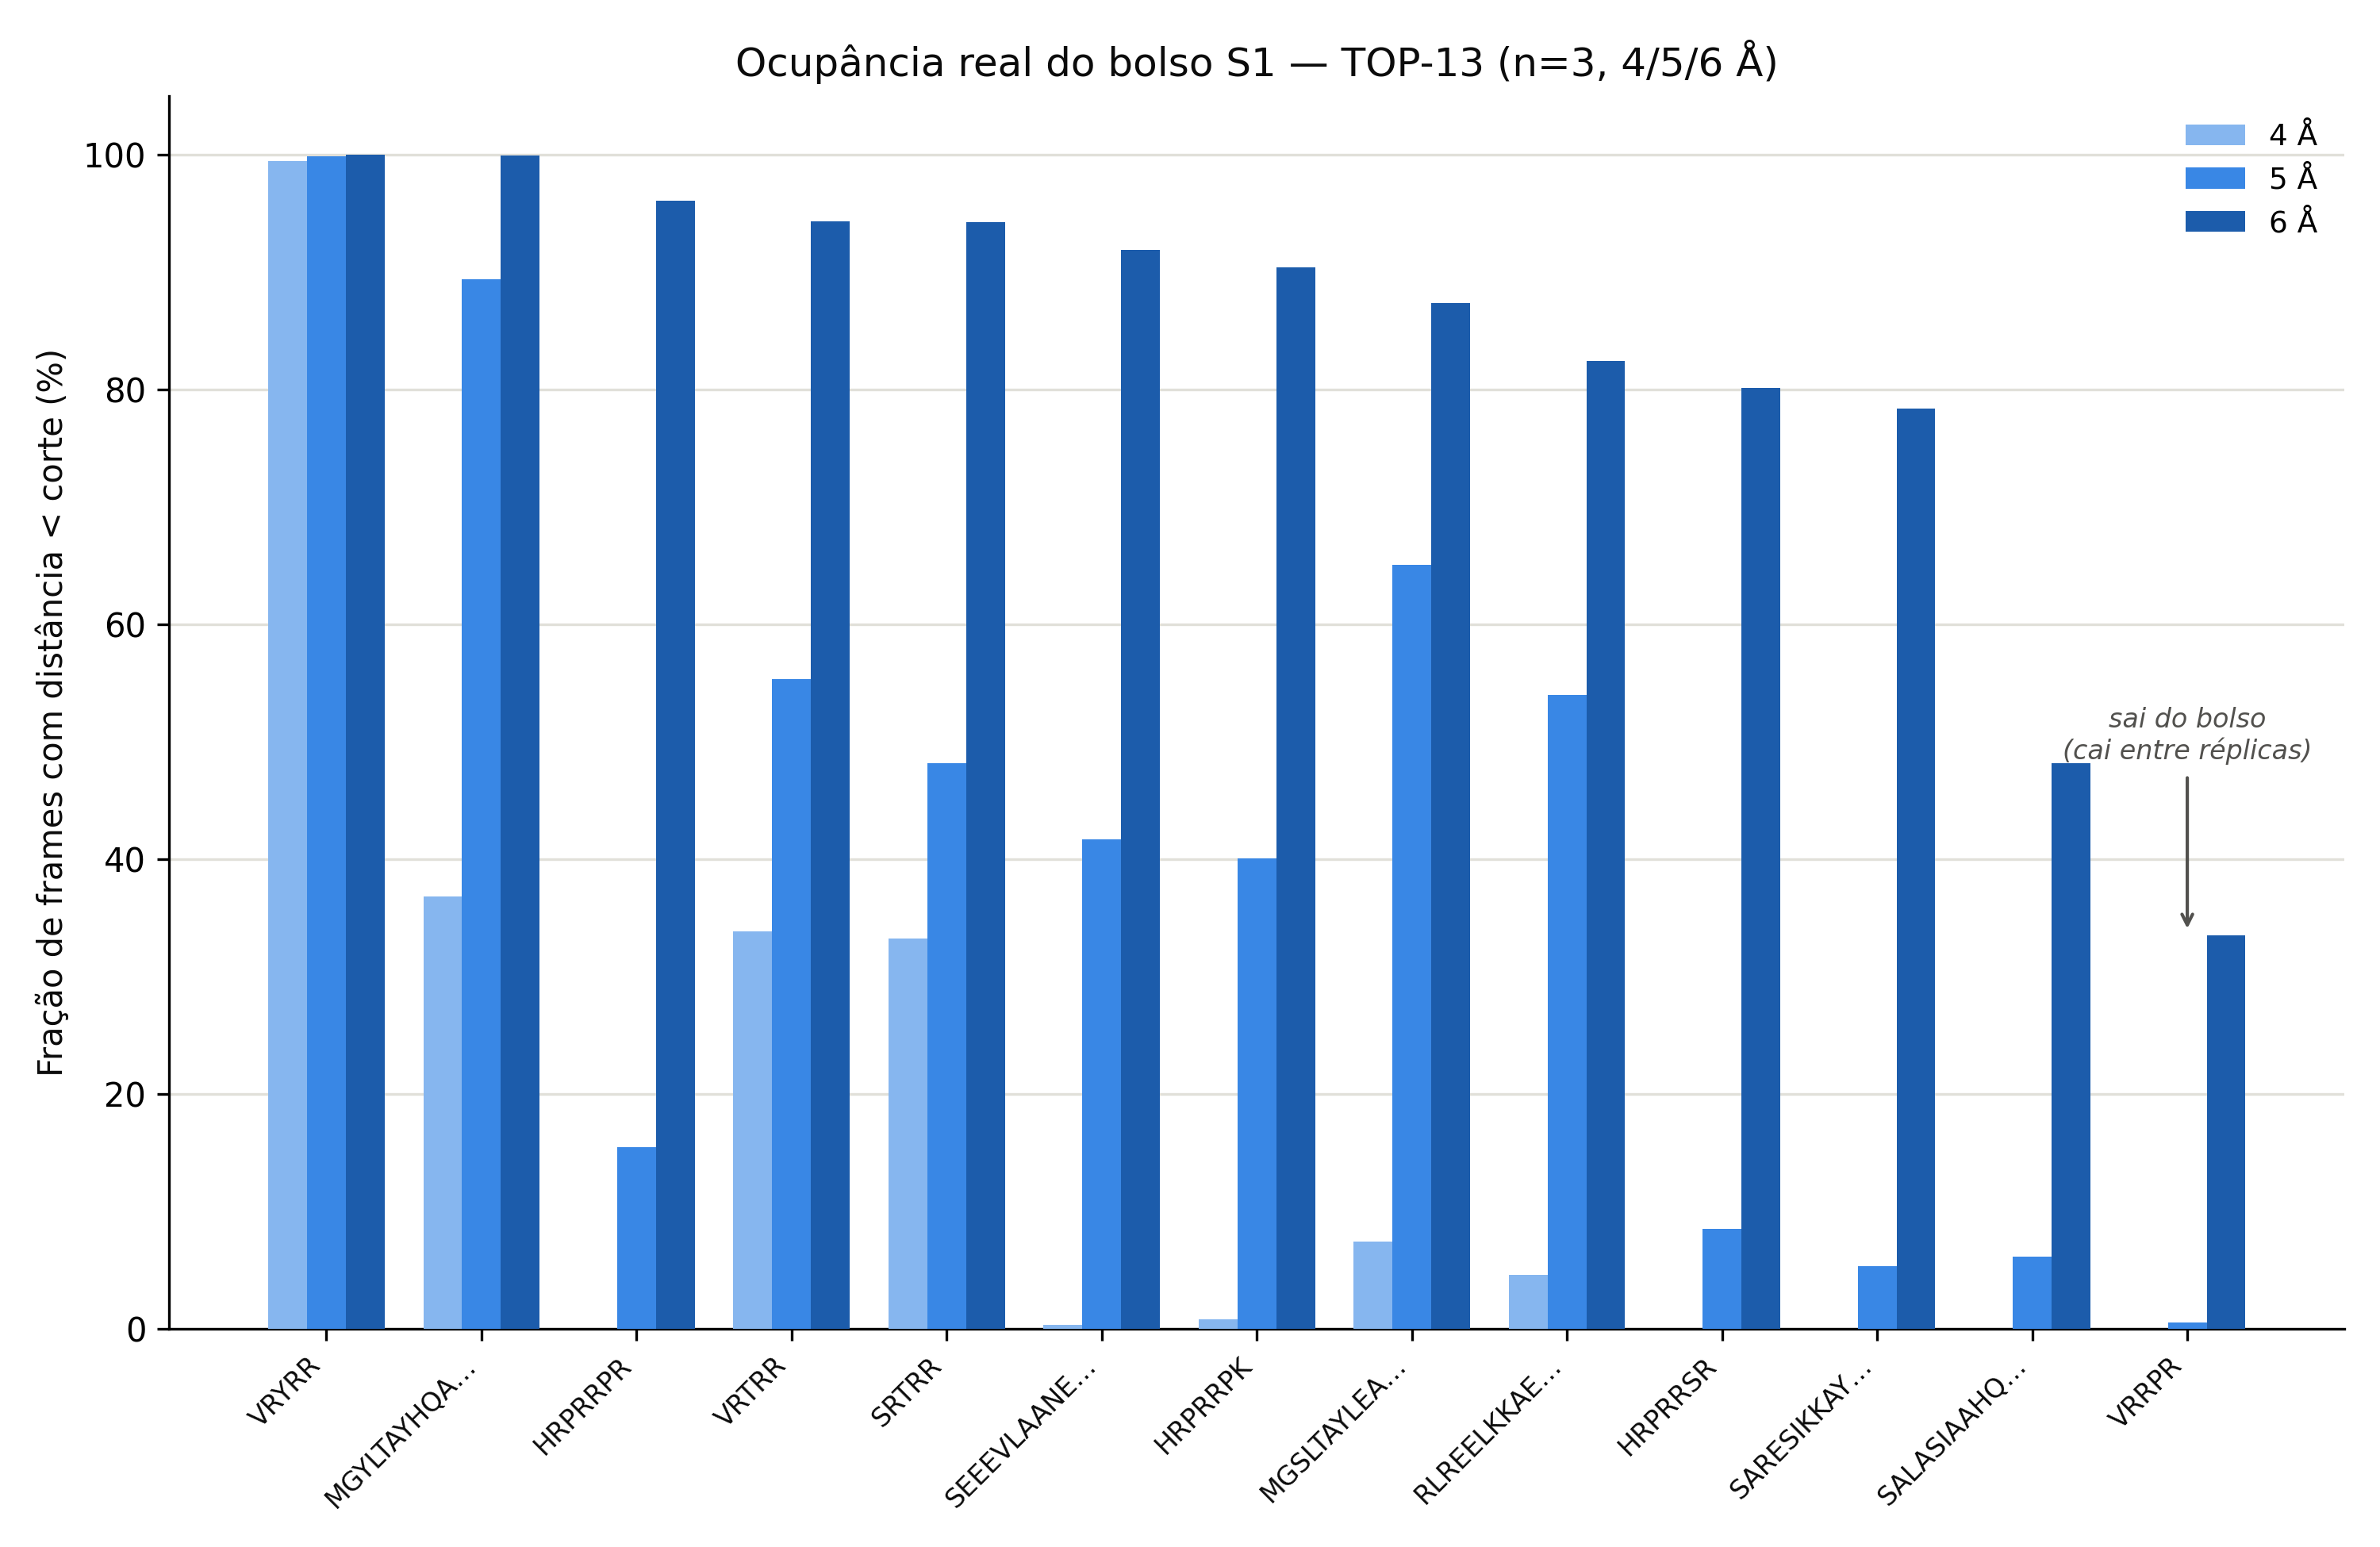 Ocupância real do bolso S1 — TOP-13 (n=3, 4/5/6 Å)
4 Å
5 Å
6 Å
Fração de frames com distância < corte (%)
100
80
60
40
20
0
sai do bolso
(cai entre réplicas)
VRYRR
MGYLTAYHQA...
HRPRRPR
VRTRR
SRTRR
SEEEVLAANE...
HRPRRPK
MGSLTAYLEA...
RLREELKKAE...
HRPRRSR
SARESIKKAY...
SALASIAAHQ...
VRRPR